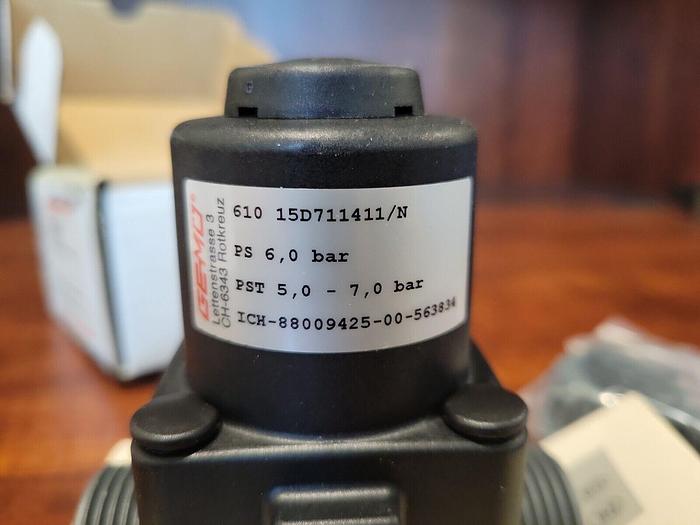 610 15D711411/N
PS 6,0 bar
PST 5,0 - 7,0 bar
ICH-88009425-00-563834
GEMÜ®
Lettenstrasse 3
CH-6343 Rotkreuz